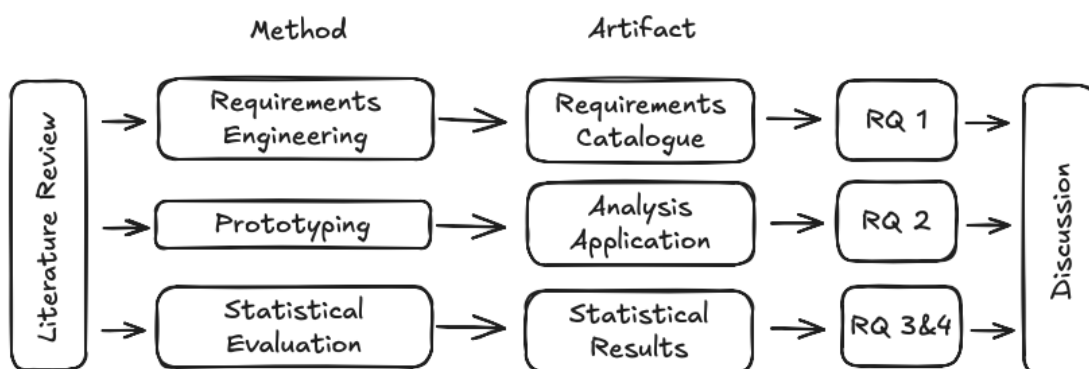 Method
Artifact
Literature Review
Requirements
Engineering
Requirements
Catalogue
RQ 1
Prototyping
Analysis
Application
RQ 2
Statistical
Evaluation
Statistical
Results
RQ 3&4
Discussion